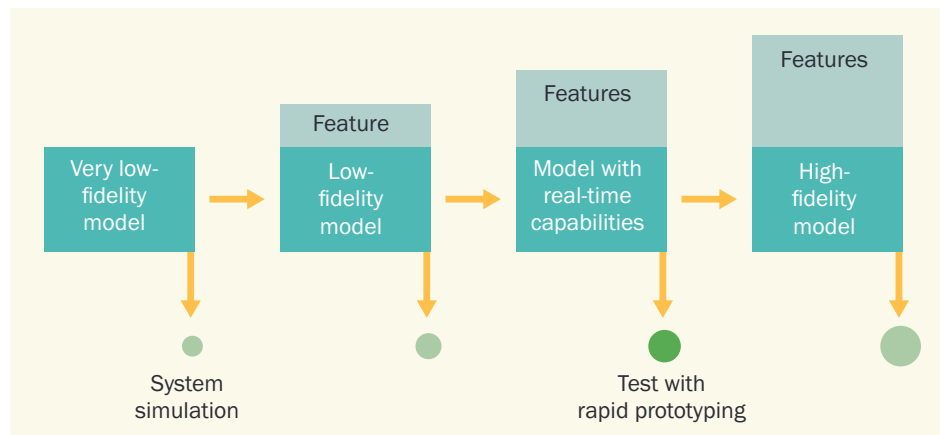 Very low-
fidelity
model
Feature
Low-
fidelity
model
Features
Model with
real-time
capabilities
Features
High-
fidelity
model
System
simulation
Test with
rapid prototyping